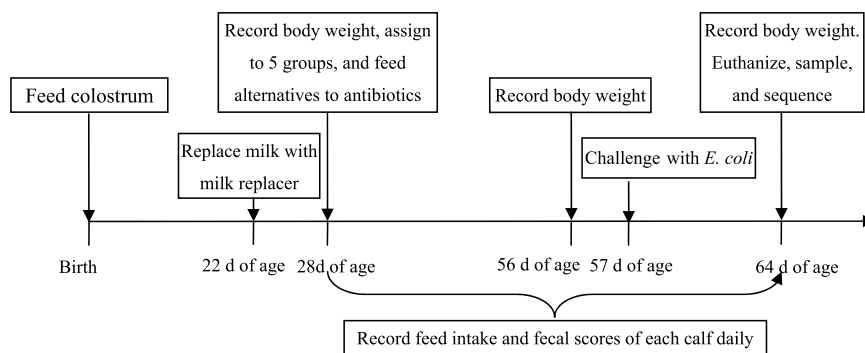 Feed colostrum
Replace milk with
milk replacer
Record body weight, assign
to 5 groups, and feed
alternatives to antibiotics
Record body weight
Challenge with E. coli
Record body weight.
Euthanize, sample,
and sequence
Birth
22 d of age
28d of age
56 d of age
57 d of age
64 d of age
Record feed intake and fecal scores of each calf daily